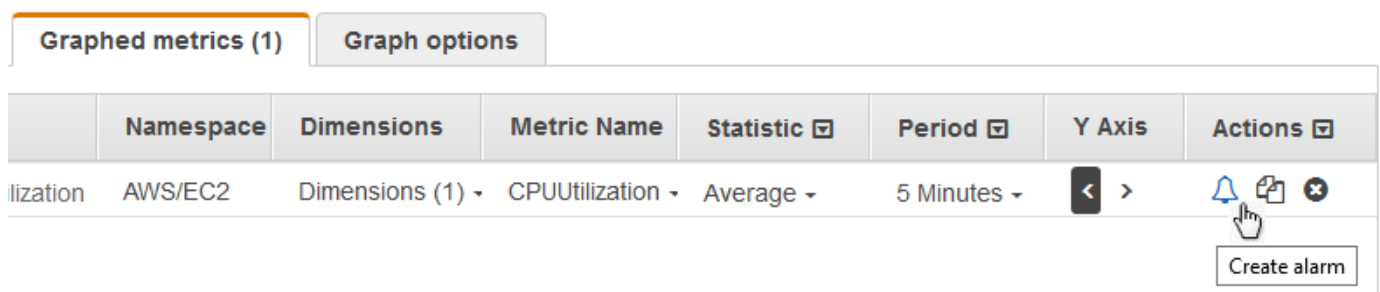 Graphed metrics (1) Graph options
Namespace Dimensions Metric Name Statistic Period Y Axis Actions
ilization AWS/EC2 Dimensions (1) CPUUtilization Average 5 Minutes < >
Create alarm